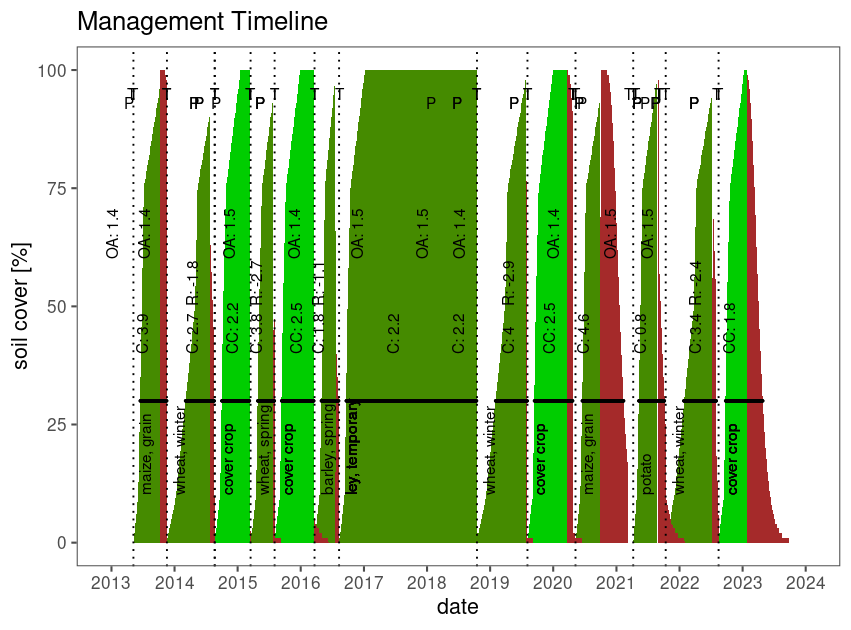 Management Timeline
soil cover [%]
100
75
50
25
0
P
T
T
T
P
P
T
P
T
P
T
T
T
P
P
T
P
T
T
P
P
T
T
P
P
P
T
T
P
T
OA: 1.4
OA: 1.4
OA: 1.5
OA: 1.4
OA: 1.5
OA: 1.5
OA: 1.4
OA: 1.4
OA: 1.5
OA: 1.5
R: -1.8
R: -2.7
R: -1.1
R: -2.9
R: -2.4
C: 3.9
C: 2.7
CC: 2.2
C: 3.8
CC: 2.5
C: 1.8
C: 2.2
C: 2.2
C: 4
CC: 2.5
C: 4.6
C: 0.8
C: 3.4
CC: 1.8
maize, grain
wheat, winter
cover crop
wheat, spring
cover crop
barley, spring
ley, temporary
wheat, winter
cover crop
maize, grain
potato
wheat, winter
cover crop
2013 2014 2015 2016 2017 2018 2019 2020 2021 2022 2023 2024
date